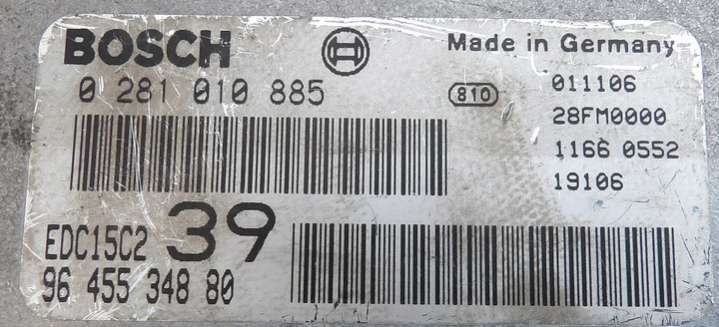 BOSCH
Made in Germany
0 281 010 885
810
011106
28FM0000
1166 0552
19106
39
EDC15C2
96 455 348 80